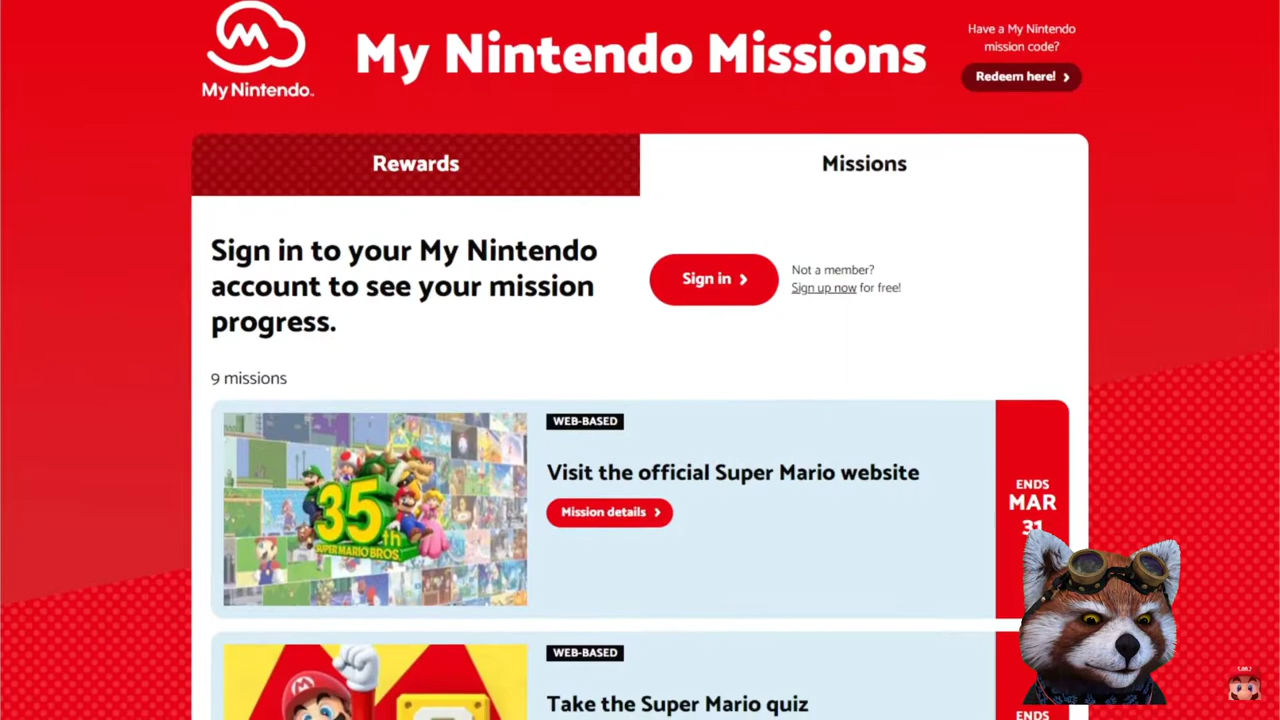 My Nintendo Missions
Have a My Nintendo
mission code?
Redeem here!
My Nintendo™
Rewards
Missions
Sign in to your My Nintendo
account to see your mission
progress.
Sign in
Not a member?
Sign up now for free!
9 missions
WEB-BASED
Visit the official Super Mario website
Mission details
35th
SUPER MARIO BROS.
ENDS
MAR
31
WEB-BASED
Take the Super Mario quiz
ENDS